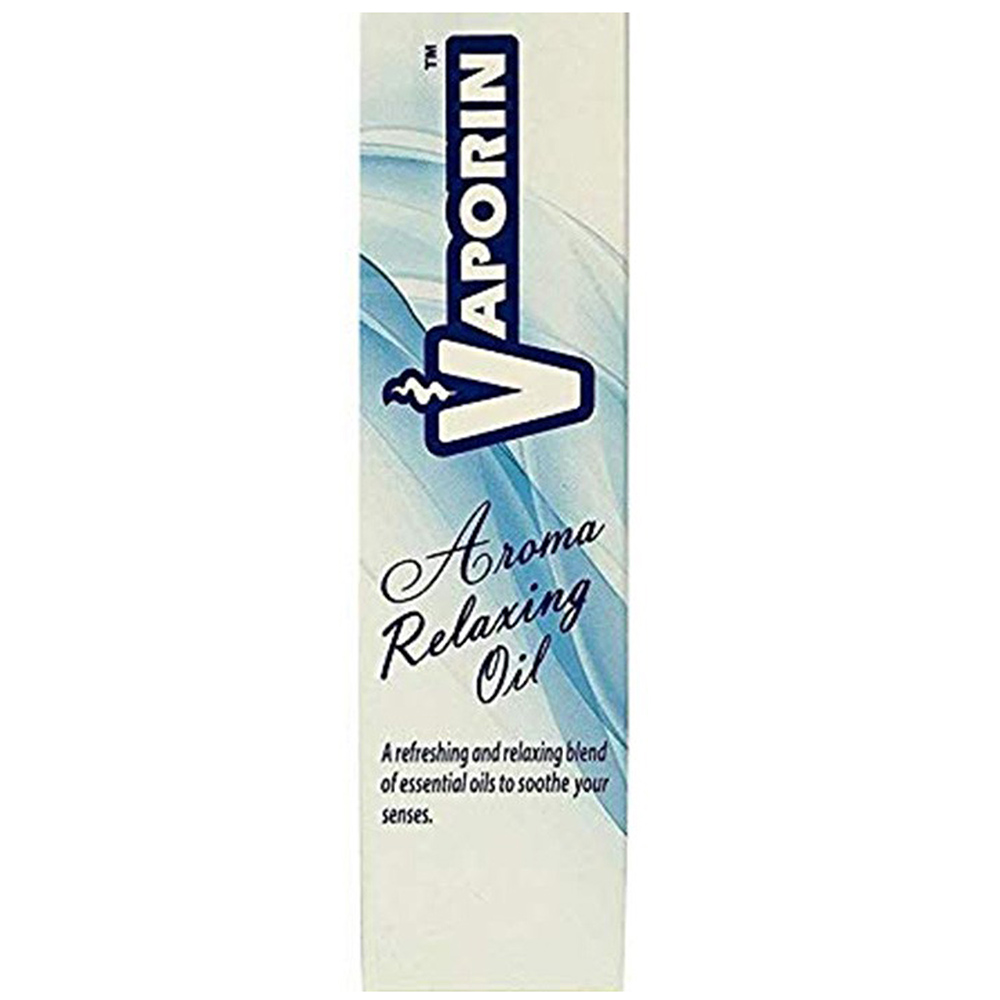 VAPORIN™
Aroma
Relaxing
Oil
A refreshing and relaxing blend
of essential oils to soothe your
senses.